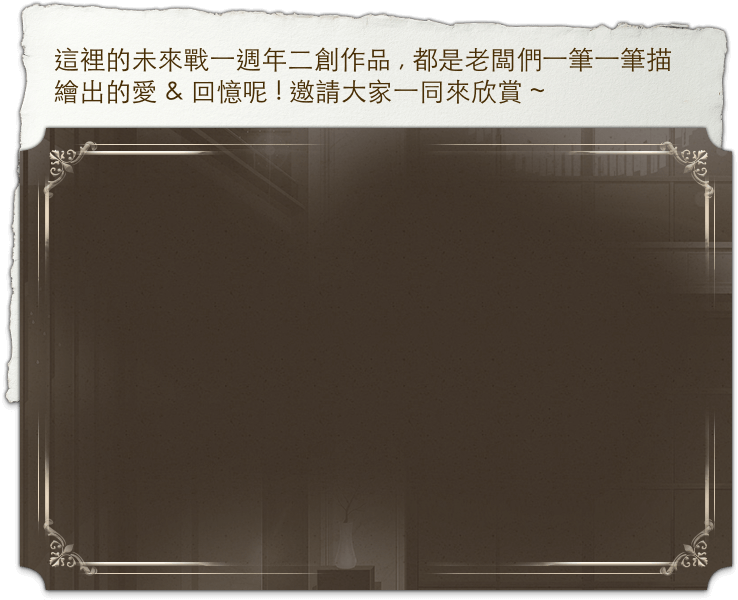 這裡的未來戰一週年二創作品 , 都是老闆們一筆一筆描
繪出的愛 & 回憶呢 ! 邀請大家一同來欣賞 ~